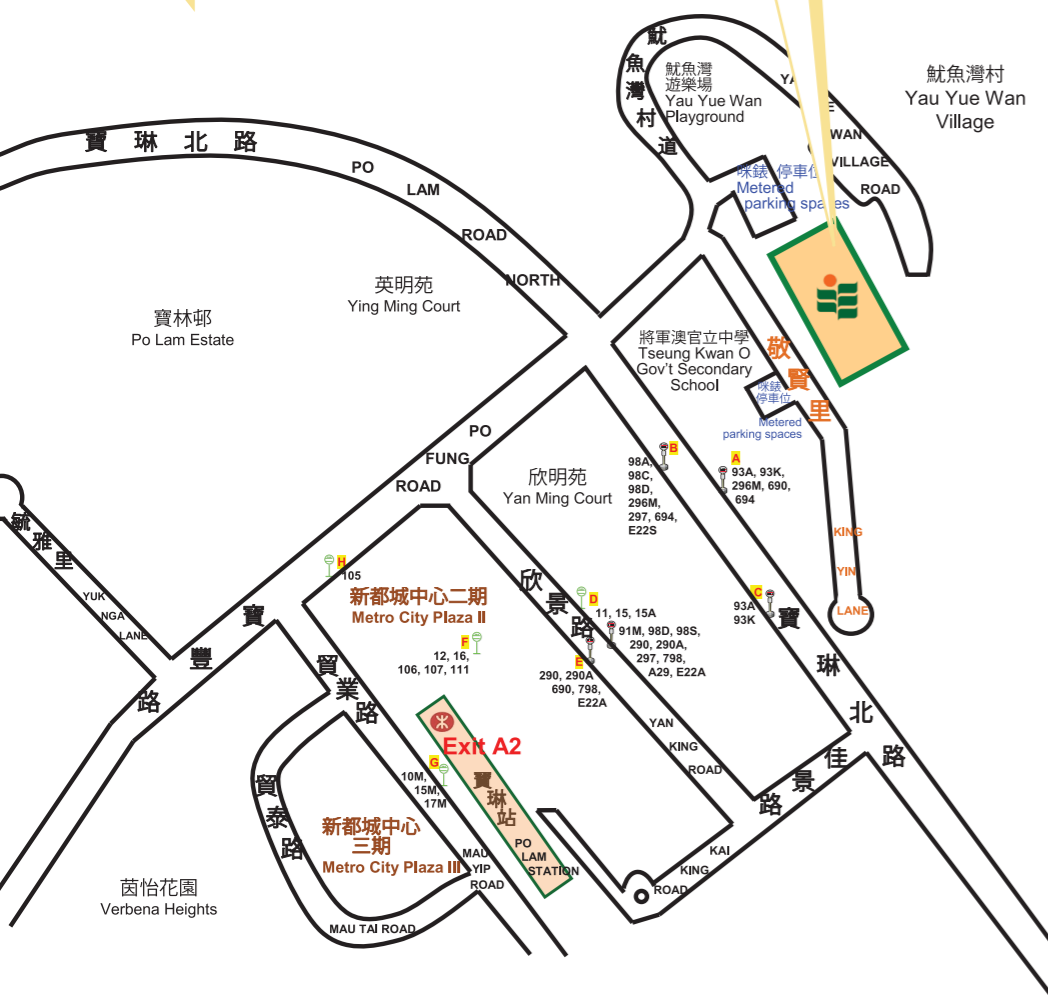 魷魚灣村道
魷魚灣
遊樂場
Yau Yue Wan
Playground
魷魚灣村
Yau Yue Wan
Village
WAN
VILLAGE
ROAD
咪錶 停車位
Metered
parking spaces
寶琳北路
PO
LAM
ROAD
NORTH
英明苑
Ying Ming Court
寶林邨
Po Lam Estate
將軍澳官立中學
Tseung Kwan O
Gov't Secondary
School
敬賢里
咪錶
停車位
Metered
parking spaces
KING
YIN
LANE
PO
FUNG
ROAD
欣明苑
Yan Ming Court
B
98A,
98C,
98D,
296M,
297, 694,
E22S
A
93A, 93K,
296M, 690,
694
C
93A
93K
毓雅里
YUK
NGA
LANE
H
105
新都城中心二期
Metro City Plaza II
F
12, 16,
106, 107, 111
欣景路
D
11, 15, 15A
91M, 98D, 98S,
290, 290A,
297, 798,
A29, E22A
E
290, 290A
690, 798,
E22A
YAN
KING
ROAD
寶琳北路
寶豐路
貿業路
Exit A2
寶琳站
PO
LAM
STATION
G
10M,
15M,
17M
貿泰路
新都城中心
三期
Metro City Plaza III
MAU
YIP
ROAD
MAU TAI ROAD
茵怡花園
Verbena Heights
景佳路
KAI
KING
ROAD